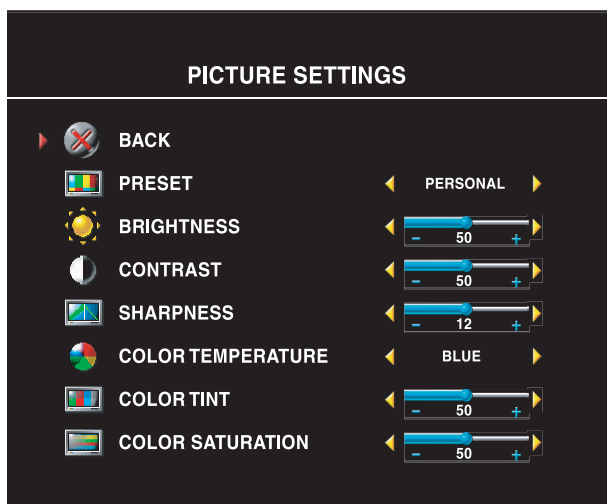 PICTURE SETTINGS
BACK
PRESET PERSONAL
BRIGHTNESS - 50 +
CONTRAST - 50 +
SHARPNESS - 12 +
COLOR TEMPERATURE BLUE
COLOR TINT - 50 +
COLOR SATURATION - 50 +